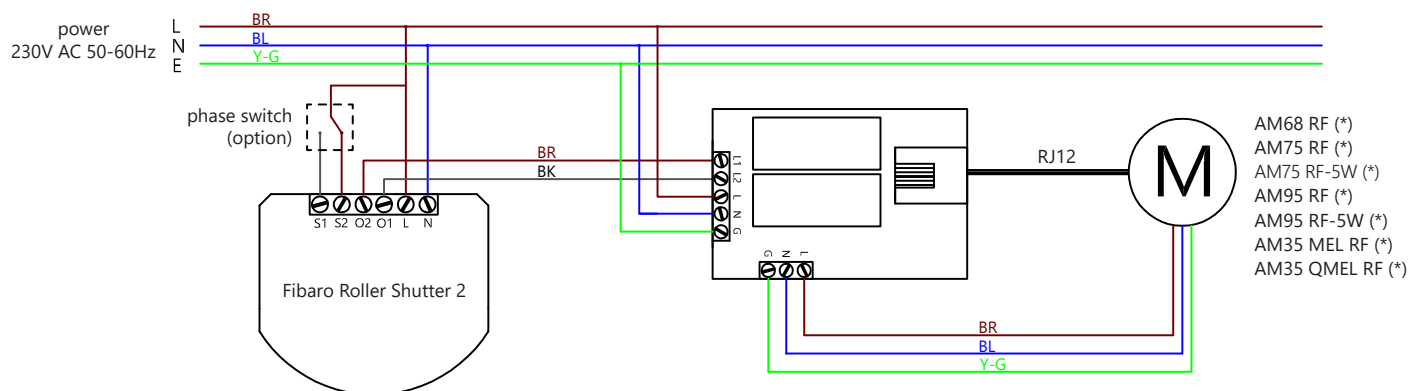 power
230V AC 50-60Hz
L
N
E
BR
BL
Y-G
phase switch
(option)
BR
BK
S1 S2 O2 O1 L N
Fibaro Roller Shutter 2
L1
L2
L
N
G
G N L
RJ12
M
AM68 RF (*)
AM75 RF (*)
AM75 RF-5W (*)
AM95 RF (*)
AM95 RF-5W (*)
AM35 MEL RF (*)
AM35 QMEL RF (*)
BR
BL
Y-G